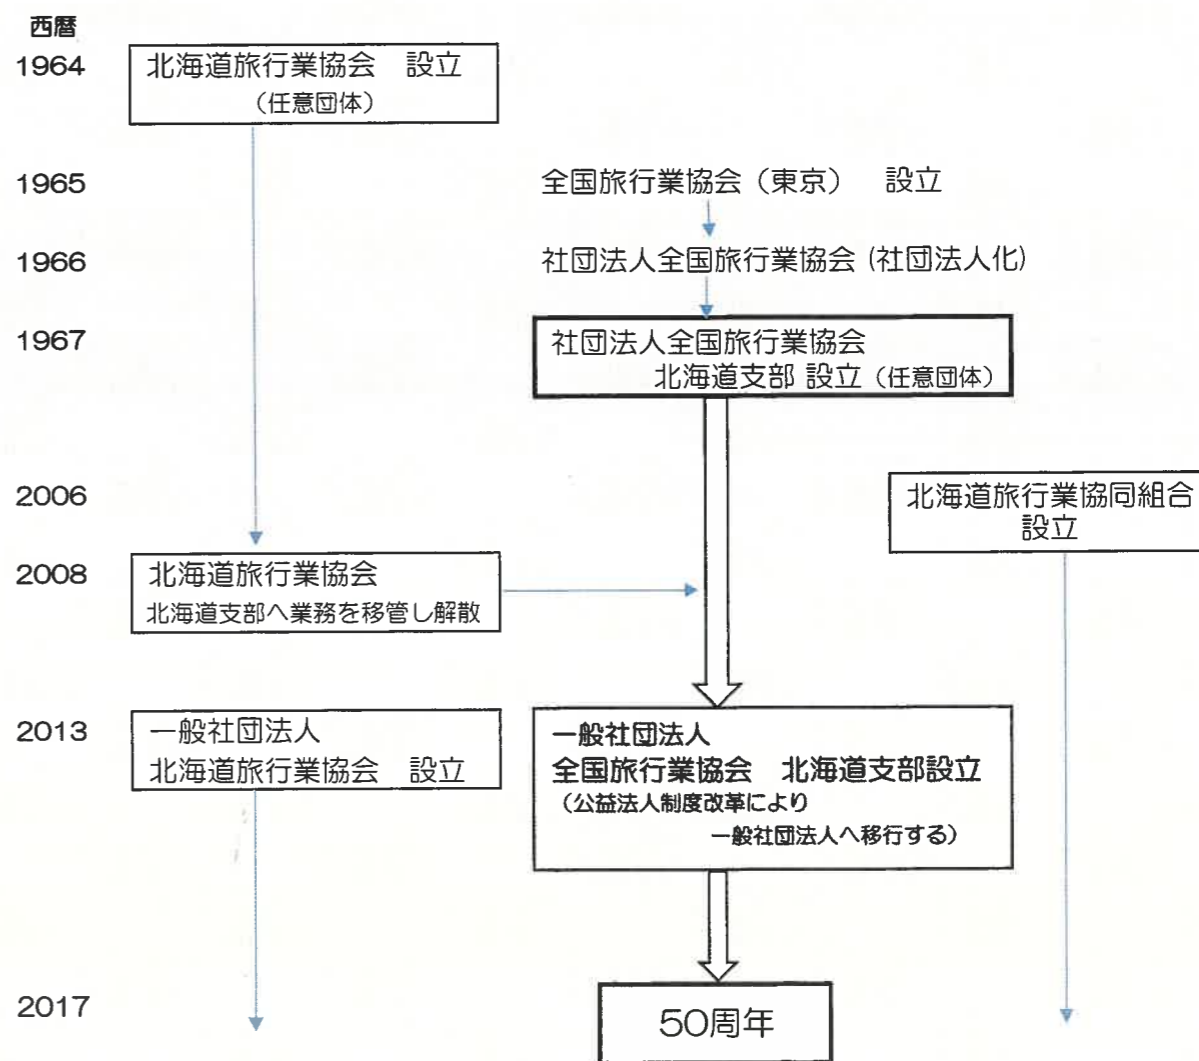 西暦
1964
北海道旅行業協会　設立
（任意団体）
1965
全国旅行業協会（東京）　設立
1966
社団法人全国旅行業協会 (社団法人化)
1967
社団法人全国旅行業協会
北海道支部 設立（任意団体）
2006
北海道旅行業協同組合
設立
2008
北海道旅行業協会
北海道支部へ業務を移管し解散
2013
一般社団法人
北海道旅行業協会　設立
一般社団法人
全国旅行業協会　北海道支部設立
（公益法人制度改革により
一般社団法人へ移行する）
2017
50周年